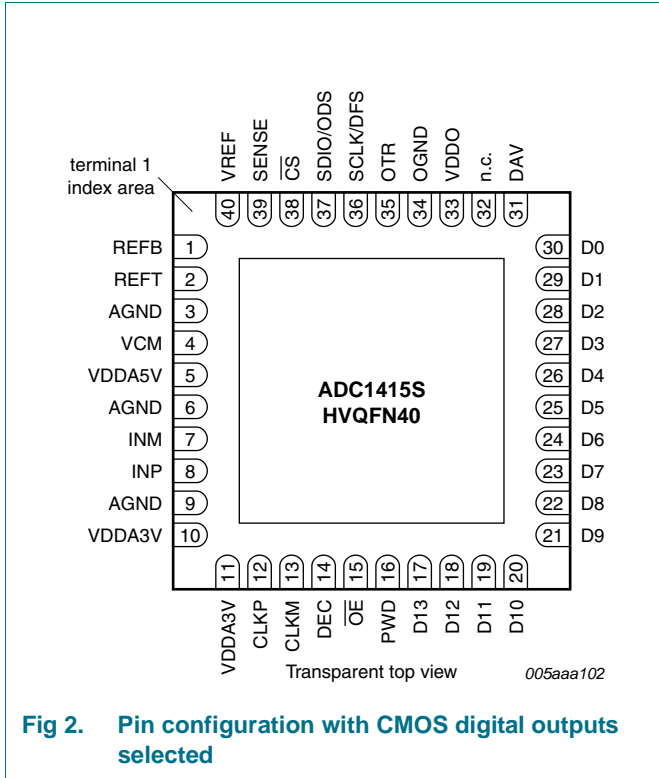 terminal 1
index area
VREF
SENSE
CS
SDIO/ODS
SCLK/DFS
OTR
OGND
VDDO
n.c.
DAV
40
39
38
37
36
35
34
33
32
31
REFB 1
REFT 2
AGND 3
VCM 4
VDDA5V 5
AGND 6
INM 7
INP 8
AGND 9
VDDA3V 10
ADC1415S
HVQFN40
30 D0
29 D1
28 D2
27 D3
26 D4
25 D5
24 D6
23 D7
22 D8
21 D9
11
12
13
14
15
16
17
18
19
20
VDDA3V
CLKP
CLKM
DEC
OE
PWD
D13
D12
D11
D10
Transparent top view
005aaa102
Fig 2. Pin configuration with CMOS digital outputs
selected